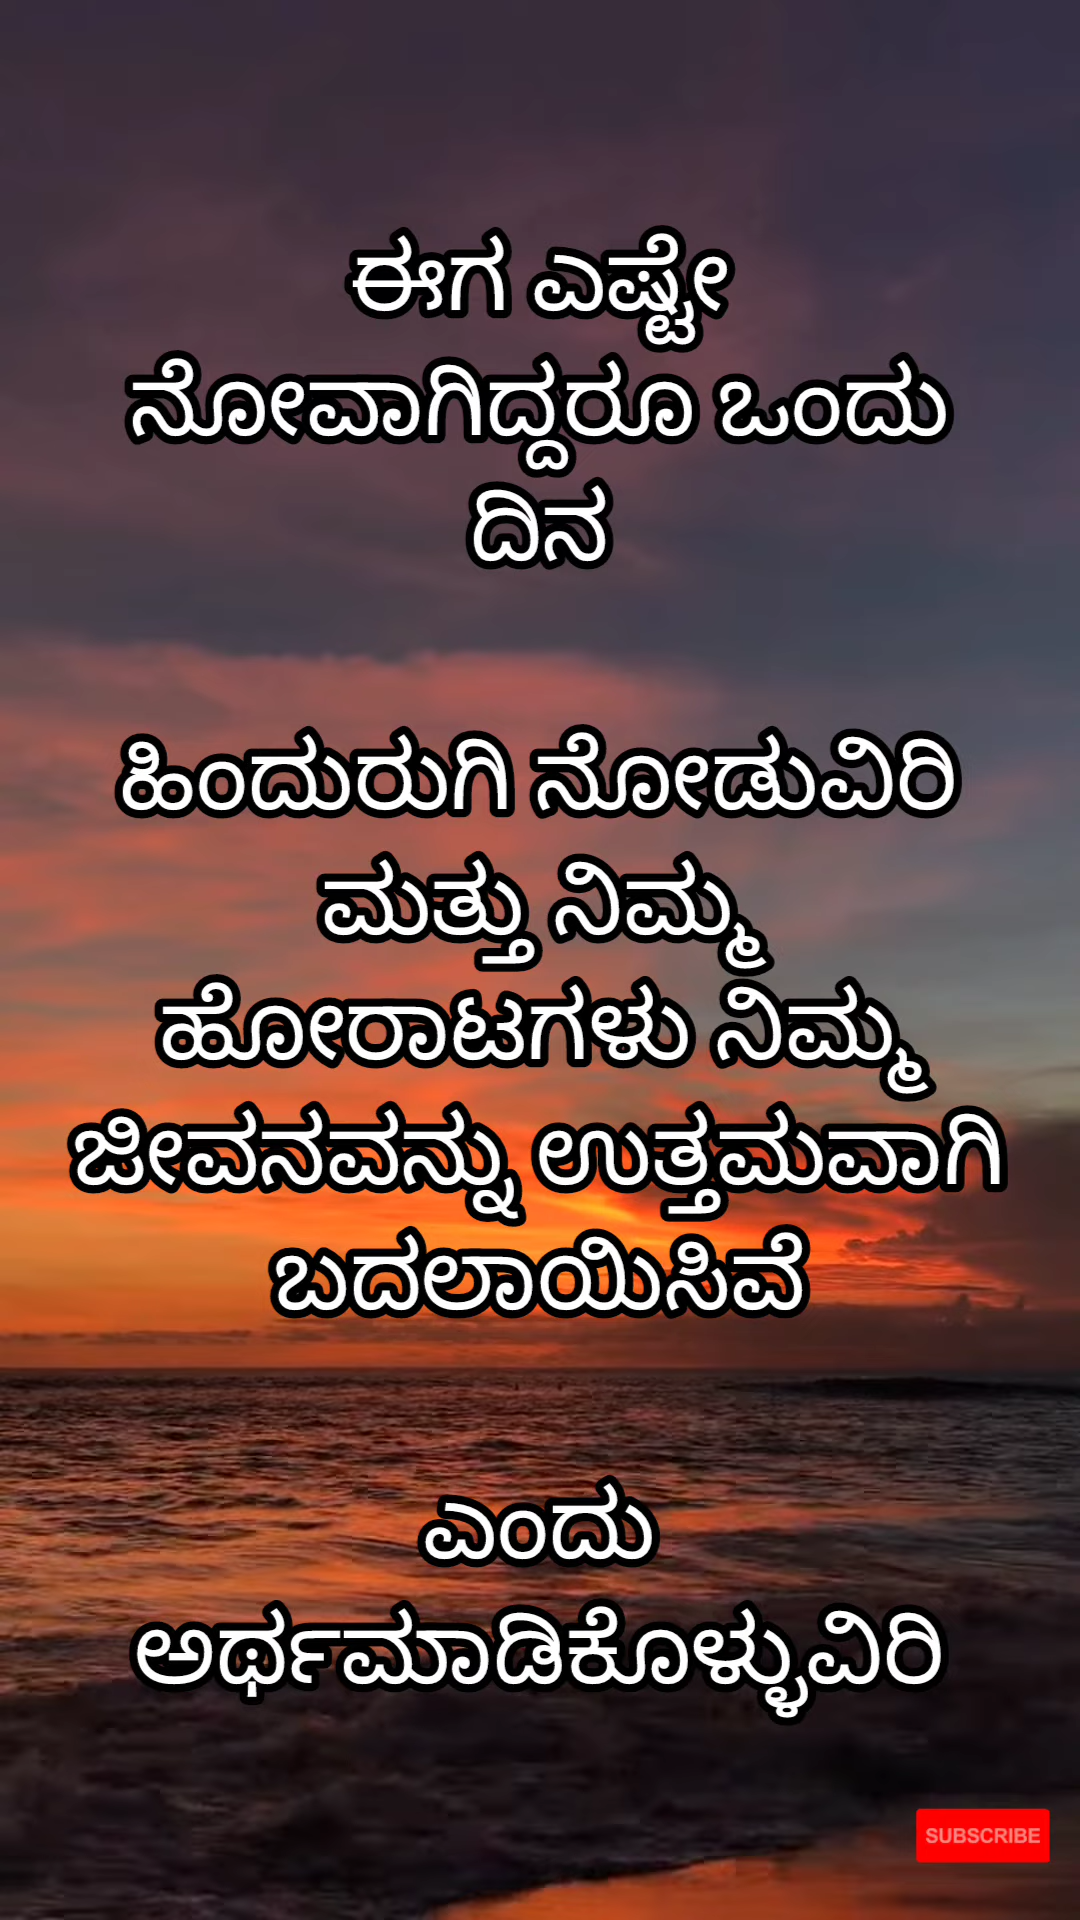 ಈಗ ಎಷ್ಟೇ
ನೋವಾಗಿದ್ದರೂ ಒಂದು
ದಿನ
ಹಿಂದುರುಗಿ ನೋಡುವಿರಿ
ಮತ್ತು ನಿಮ್ಮ
ಹೋರಾಟಗಳು ನಿಮ್ಮ
ಜೀವನವನ್ನು ಉತ್ತಮವಾಗಿ
ಬದಲಾಯಿಸಿವೆ
ಎಂದು
ಅರ್ಥಮಾಡಿಕೊಳ್ಳುವಿರಿ
SUBSCRIBE